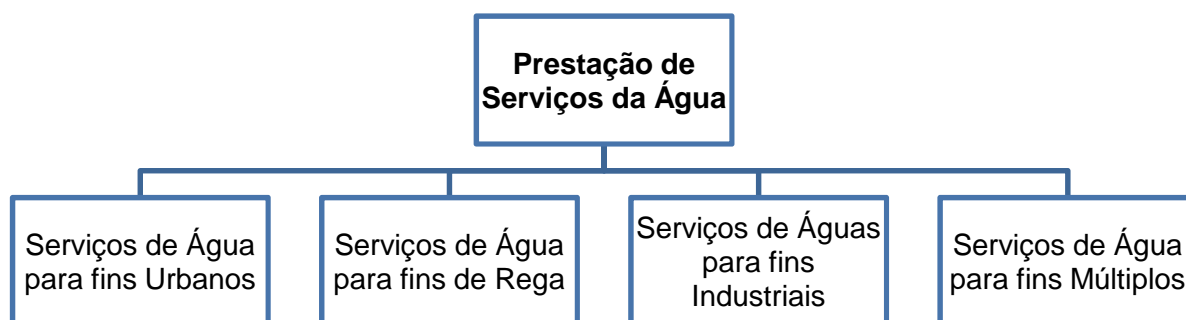 Prestação de
Serviços da Água
Serviços de Água
para fins Urbanos
Serviços de Água
para fins de Rega
Serviços de Águas
para fins
Industriais
Serviços de Água
para fins Múltiplos